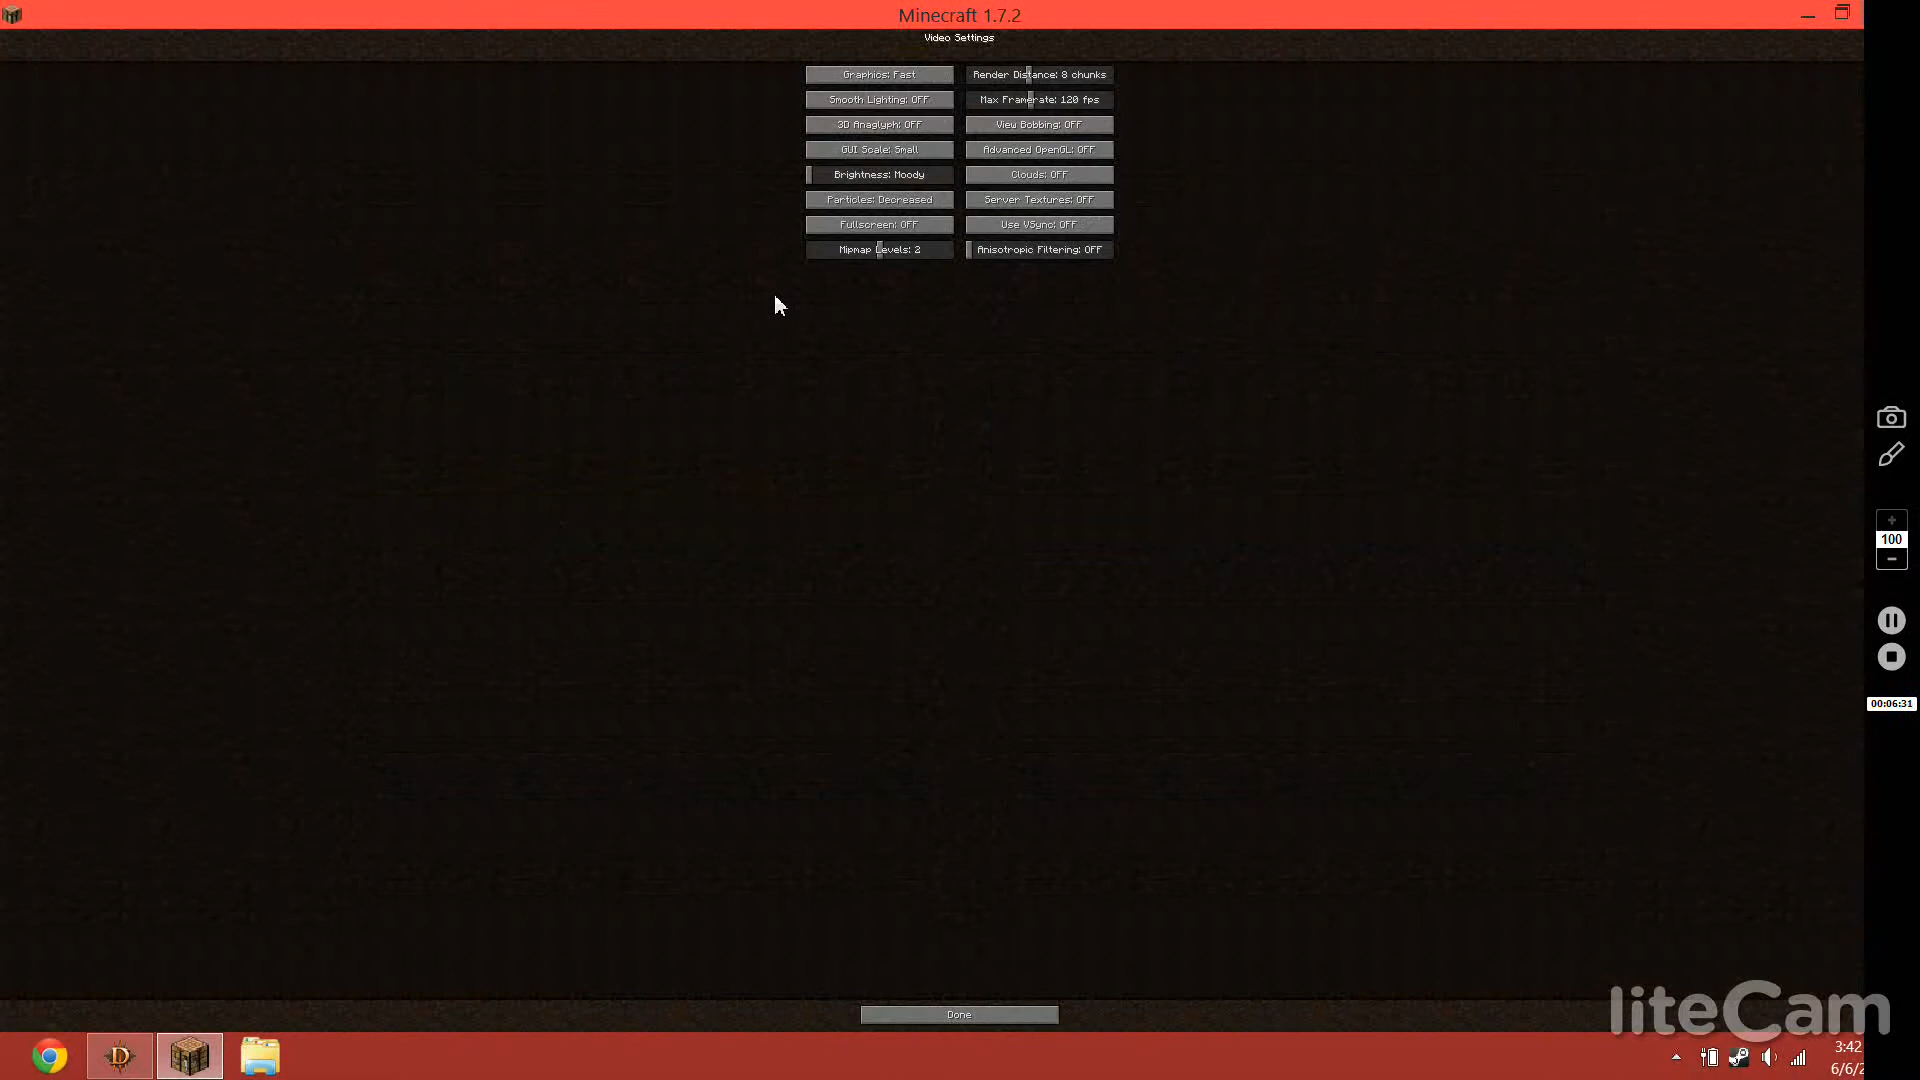 Minecraft 1.7.2
Video Settings
Graphics: Fast
Render Distance: 8 chunks
Smooth Lighting: OFF
Max Framerate: 120 fps
3D Anaglyph: OFF
View Bobbing: OFF
GUI Scale: Small
Advanced OpenGL: OFF
Brightness: Moody
Clouds: OFF
Particles: Decreased
Server Textures: OFF
Fullscreen: OFF
Use VSync: OFF
Mipmap Levels: 2
Anisotropic Filtering: OFF
100
00:06:31
Done
liteCam
3:42
6/6/2